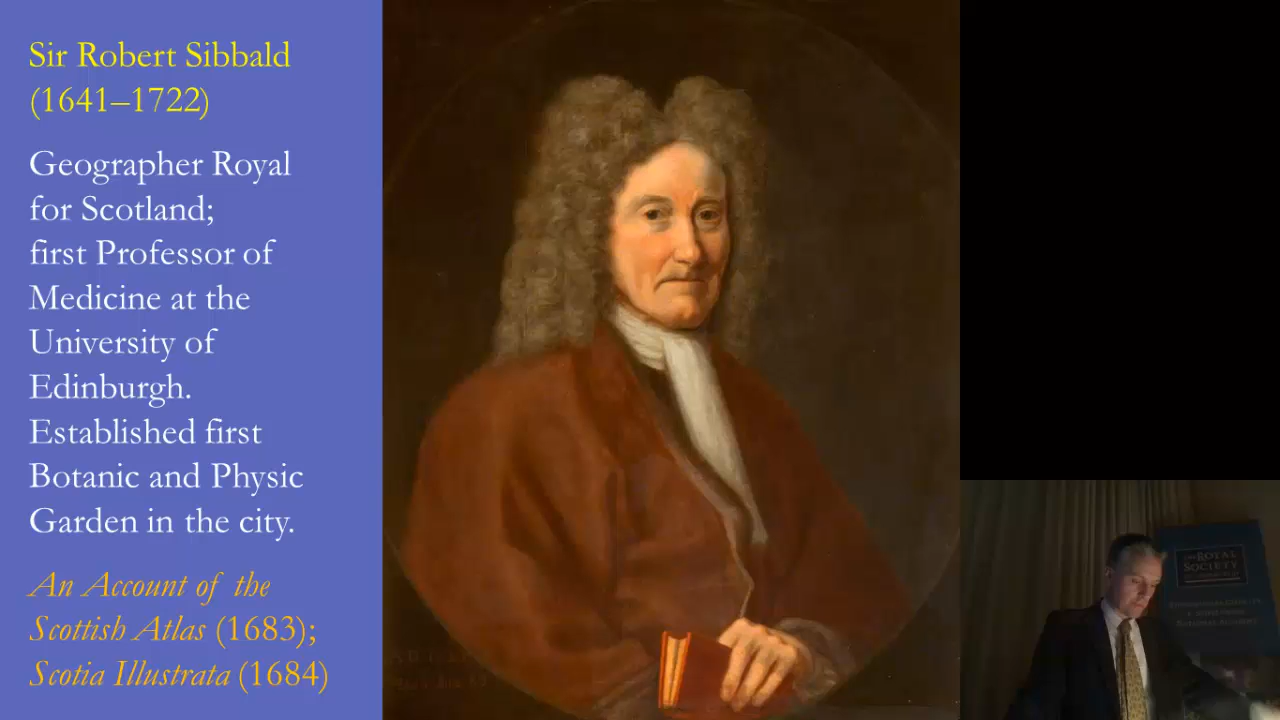 Sir Robert Sibbald
(1641–1722)
Geographer Royal
for Scotland;
first Professor of
Medicine at the
University of
Edinburgh.
Established first
Botanic and Physic
Garden in the city.
An Account of the
Scottish Atlas (1683);
Scotia Illustrata (1684)
THE ROYAL
SOCIETY